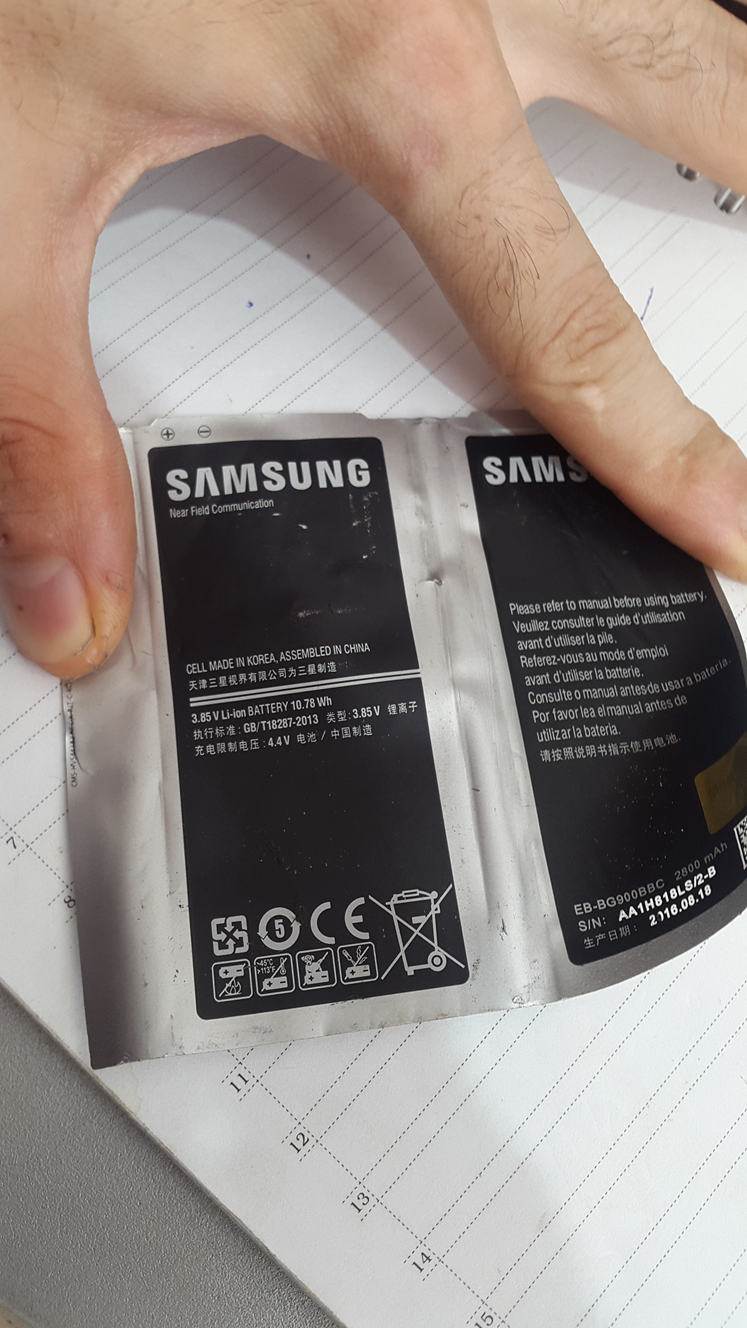 SAMSUNG
Near Field Communication
CELL MADE IN KOREA, ASSEMBLED IN CHINA
天津三星视界有限公司为三星制造
3.85 V Li-ion BATTERY 10.78 Wh
执行标准 : GB/T18287-2013 类型 : 3.85 V 锂离子
充电限制电压 : 4.4 V 电池 / 中国制造
5
CE
-45°C
>113°F
SAMS
Please refer to manual before using battery.
Veuillez consulter le guide d'utilisation
avant d'utiliser la pile.
Referez-vous au mode d'emploi
avant d'utiliser la batterie.
Consulte o manual antes de usar a bateria.
Por favor lea el manual antes de
utilizar la bateria.
请按照说明书指示使用电池.
EB-BG900BBC 2800 mAh
S/N: AA1H818LS/2-B
生产日期: 2016.08.18
7
8
11
12
13
14
15